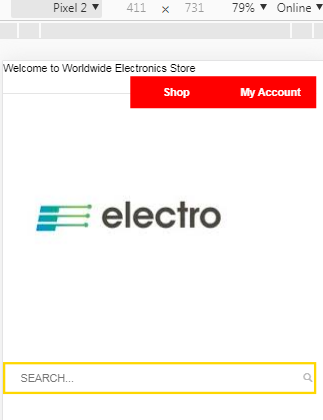 Pixel 2 ▼ 411 × 731 79% ▼ Online ▼
Welcome to Worldwide Electronics Store
Shop My Account
electro
SEARCH...